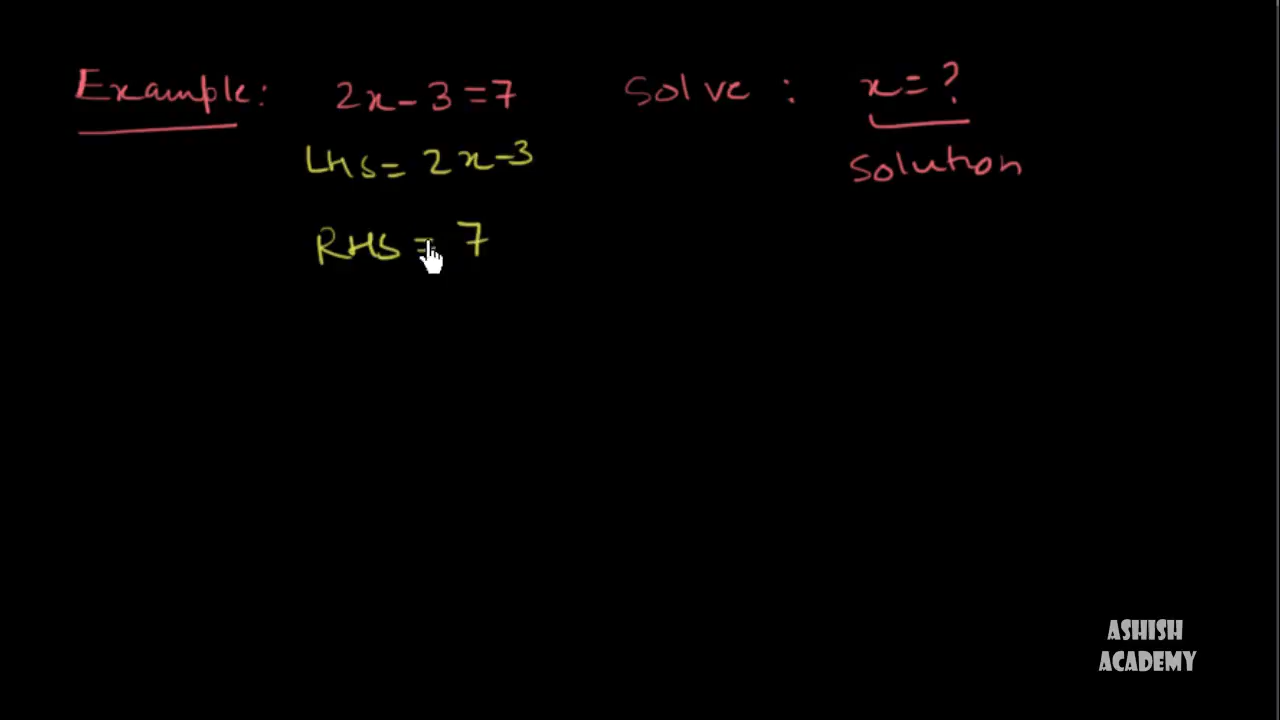 Example: 2x - 3 = 7 Solve : x = ?
LHS = 2x - 3 Solution
RHS = 7
ASHISH
ACADEMY